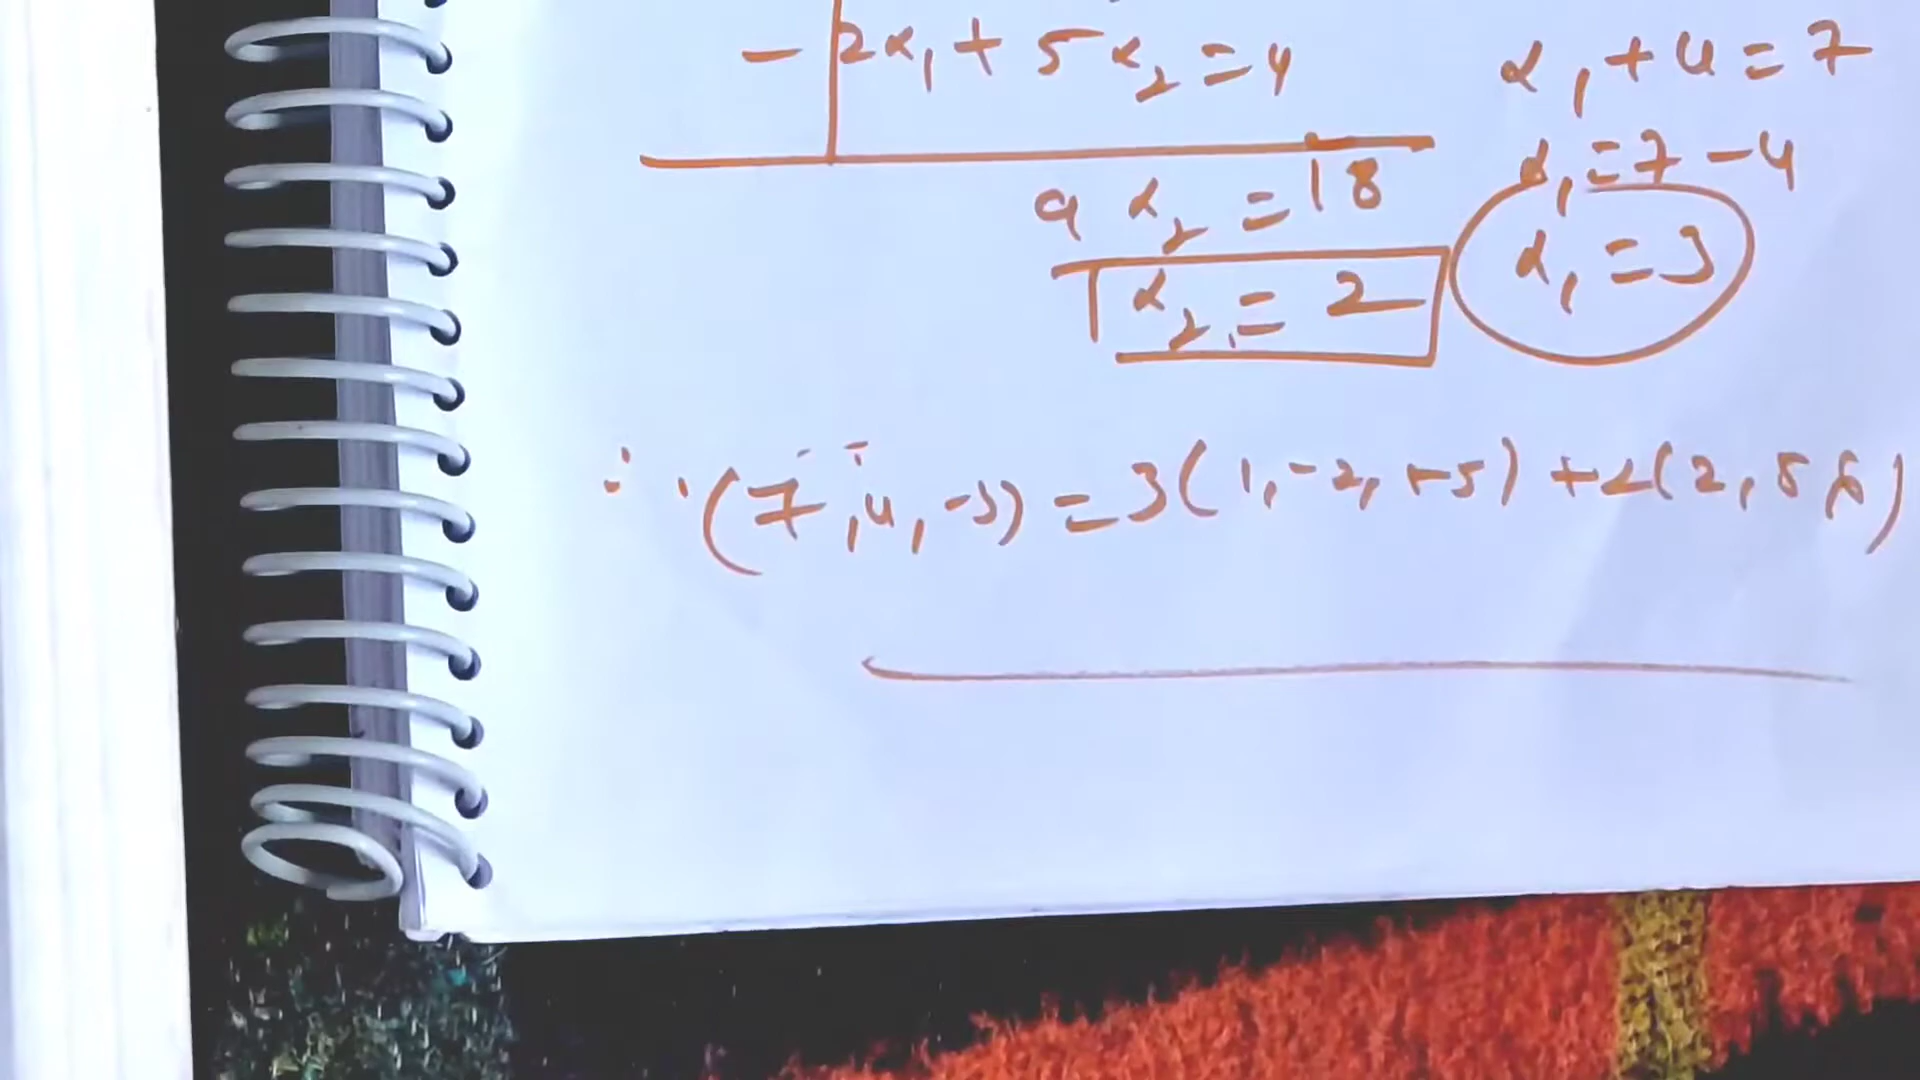 -2α₁ + 5α₂ = 4
9α₂ = 18
α₂ = 2
α₁ + 4 = 7
α₁ = 7 - 4
α₁ = 3
∴ (7, 4, -3) = 3(1, -2, +5) + 2(2, 5, 6)